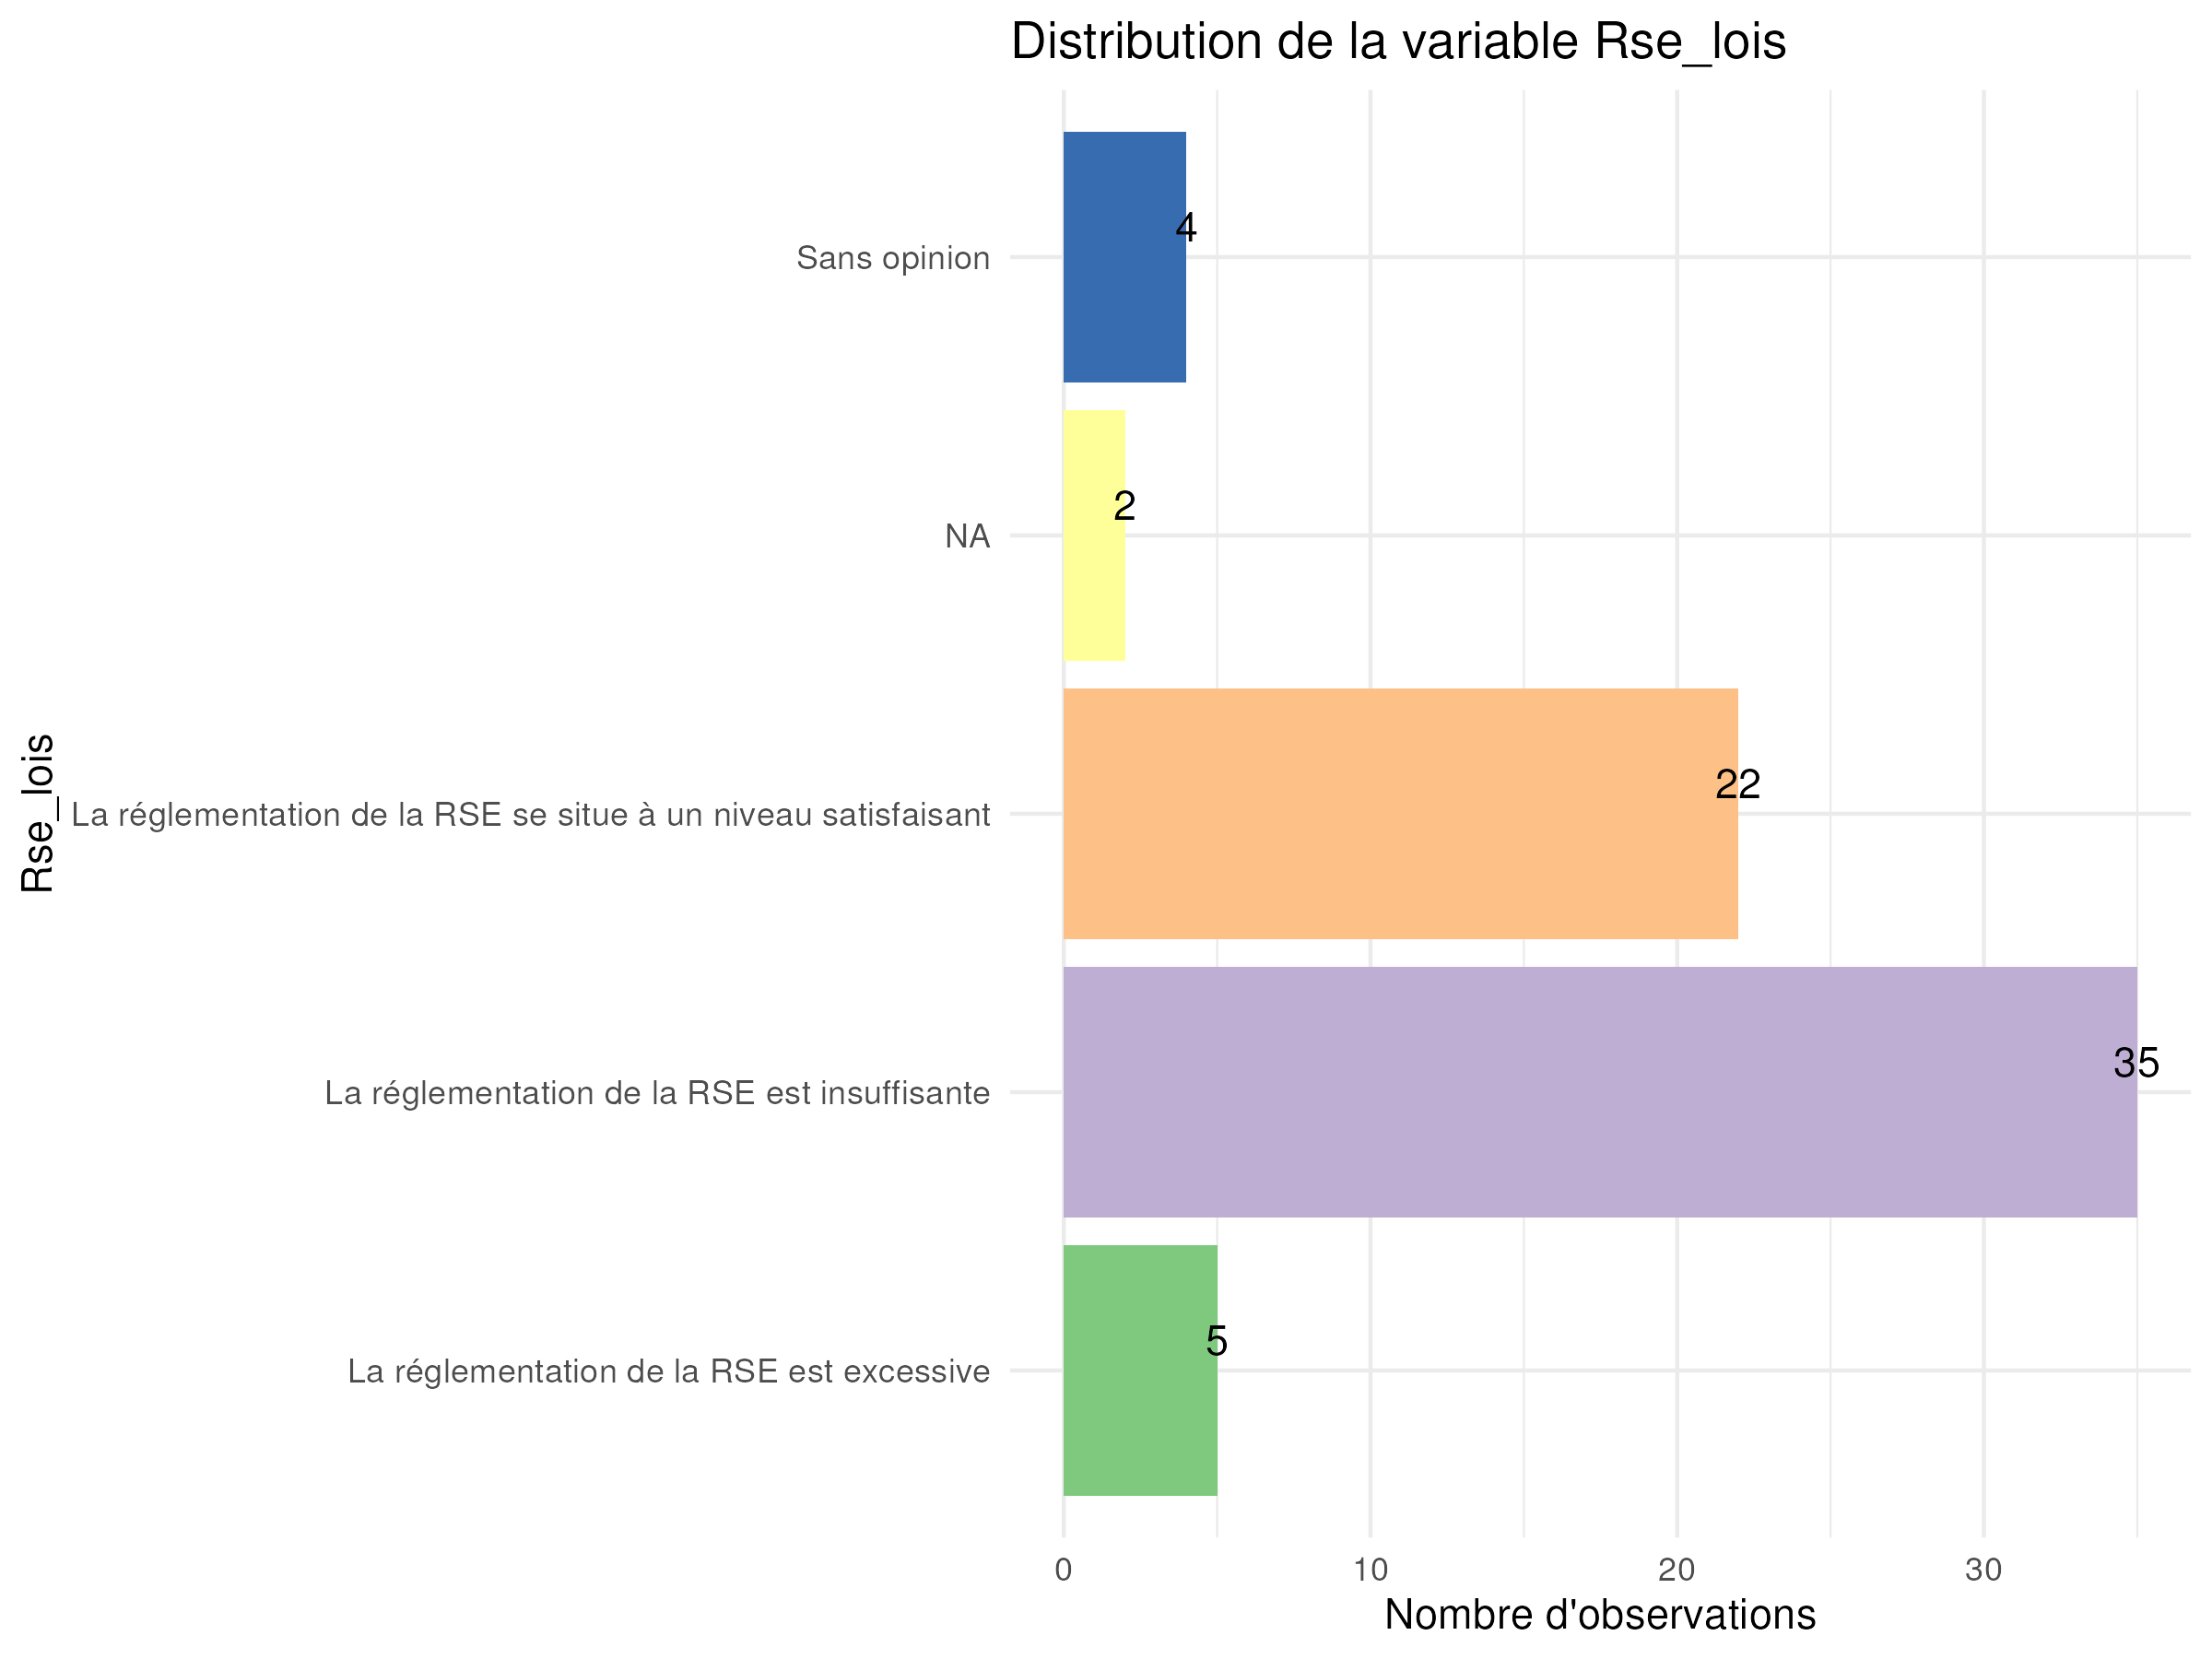 Distribution de la variable Rse_lois
Sans opinion
4
NA
2
La réglementation de la RSE se situe à un niveau satisfaisant
22
La réglementation de la RSE est insuffisante
35
La réglementation de la RSE est excessive
5
Rse_lois
0 10 20 30
Nombre d'observations